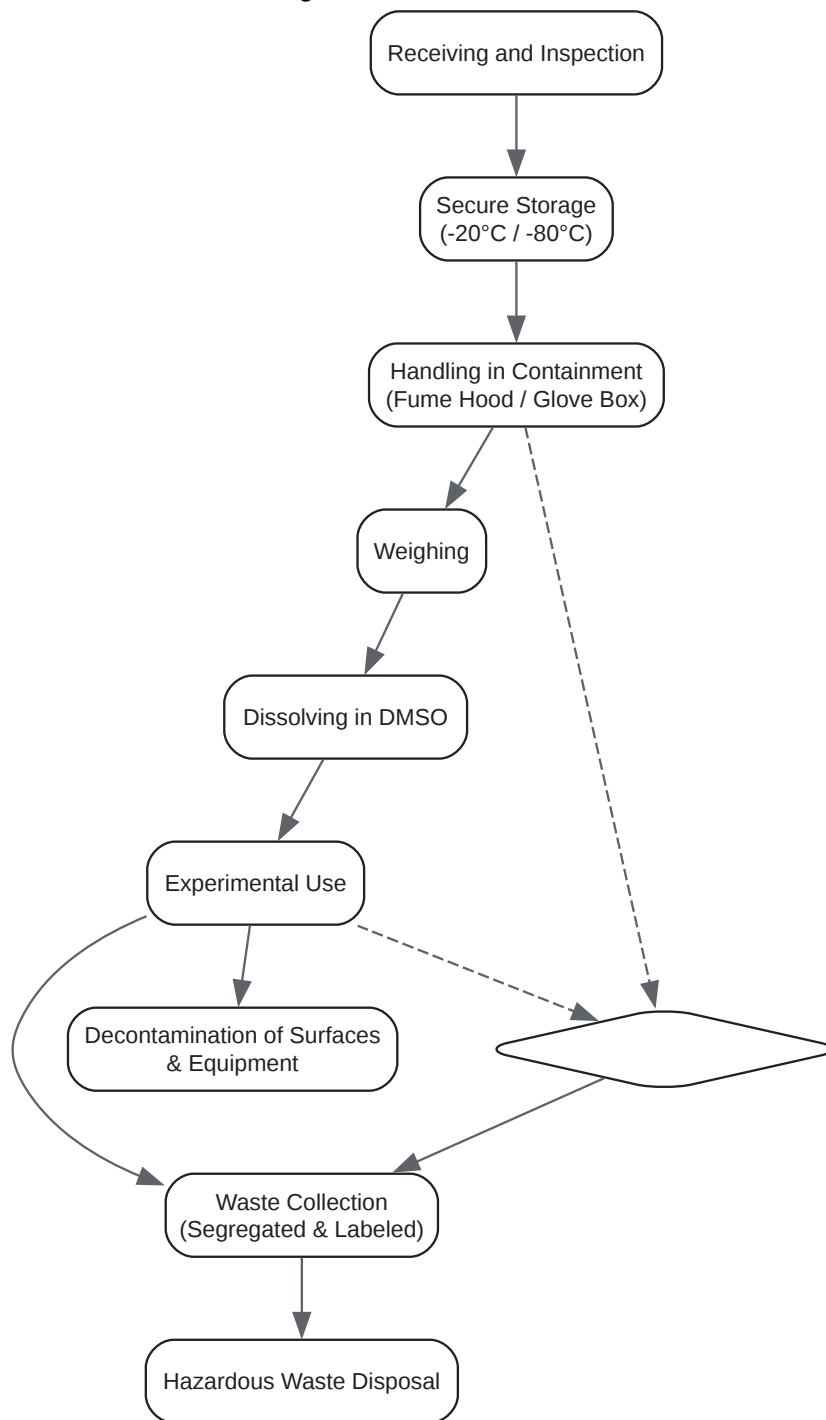 Receiving and Inspection
Secure Storage
(-20°C / -80°C)
Handling in Containment
(Fume Hood / Glove Box)
Weighing
Dissolving in DMSO
Experimental Use
Decontamination of Surfaces
& Equipment
Waste Collection
(Segregated & Labeled)
Hazardous Waste Disposal